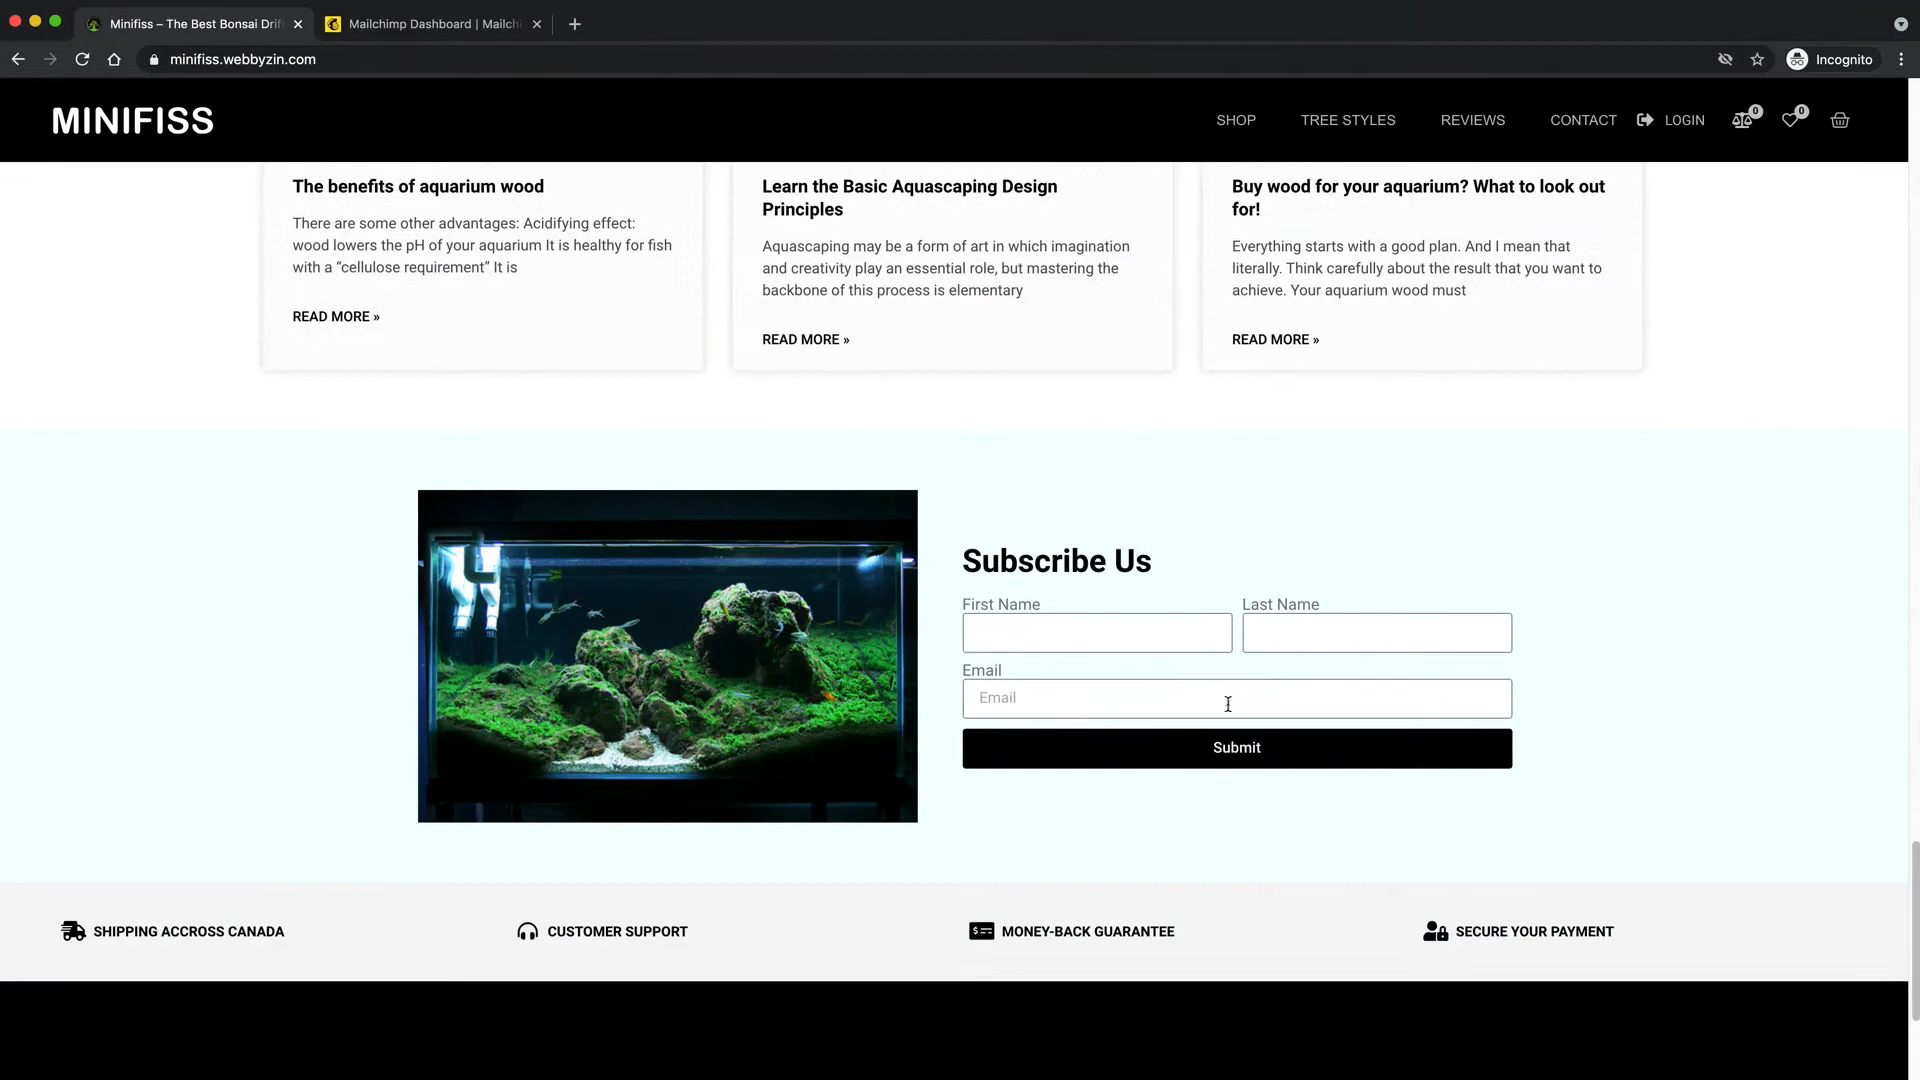 Minifiss – The Best Bonsai Drif
Mailchimp Dashboard | Mailch
minifiss.webbyzin.com
Incognito
MINIFISS
SHOP
TREE STYLES
REVIEWS
CONTACT
LOGIN
0
0
The benefits of aquarium wood
There are some other advantages: Acidifying effect:
wood lowers the pH of your aquarium It is healthy for fish
with a “cellulose requirement” It is
READ MORE »
Learn the Basic Aquascaping Design
Principles
Aquascaping may be a form of art in which imagination
and creativity play an essential role, but mastering the
backbone of this process is elementary
READ MORE »
Buy wood for your aquarium? What to look out
for!
Everything starts with a good plan. And I mean that
literally. Think carefully about the result that you want to
achieve. Your aquarium wood must
READ MORE »
Subscribe Us
First Name
Last Name
Email
Email
Submit
SHIPPING ACCROSS CANADA
CUSTOMER SUPPORT
MONEY-BACK GUARANTEE
SECURE YOUR PAYMENT